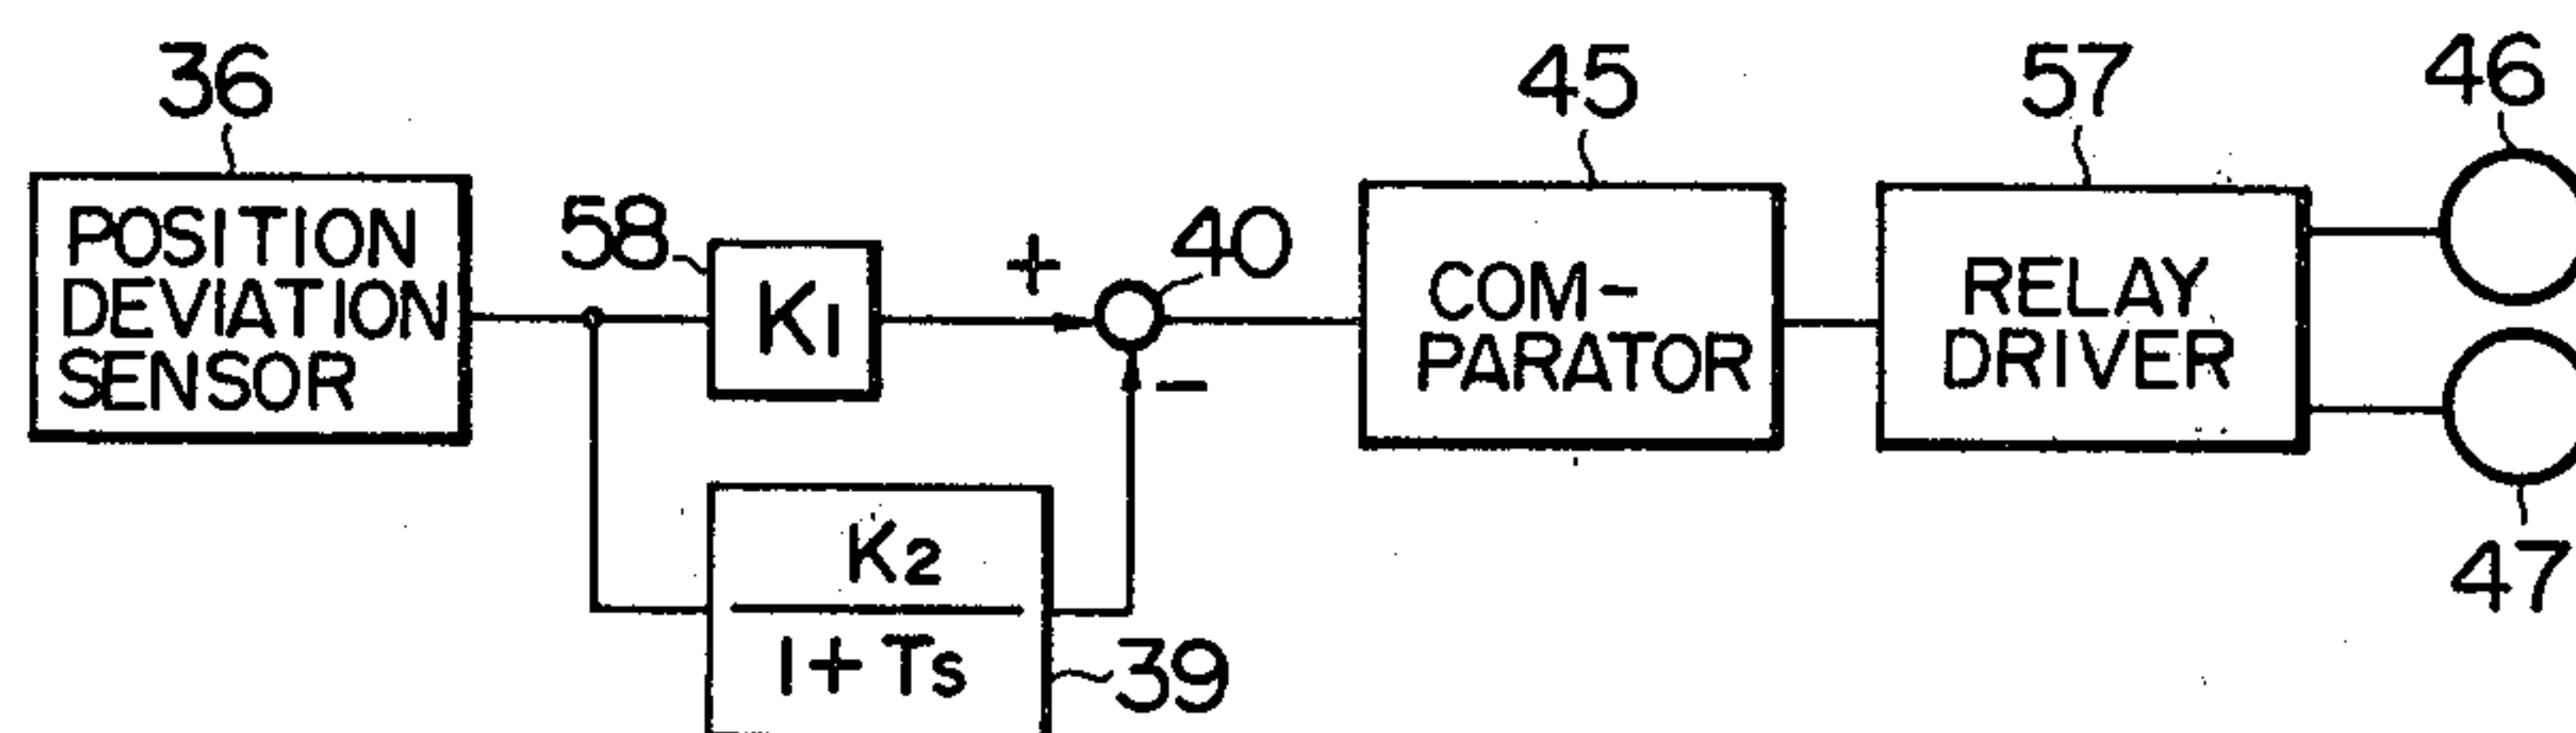 36
POSITION
DEVIATION
SENSOR
58
K1
+
40
-
K2
1+Ts
39
45
COM-
PARATOR
57
RELAY
DRIVER
46
47